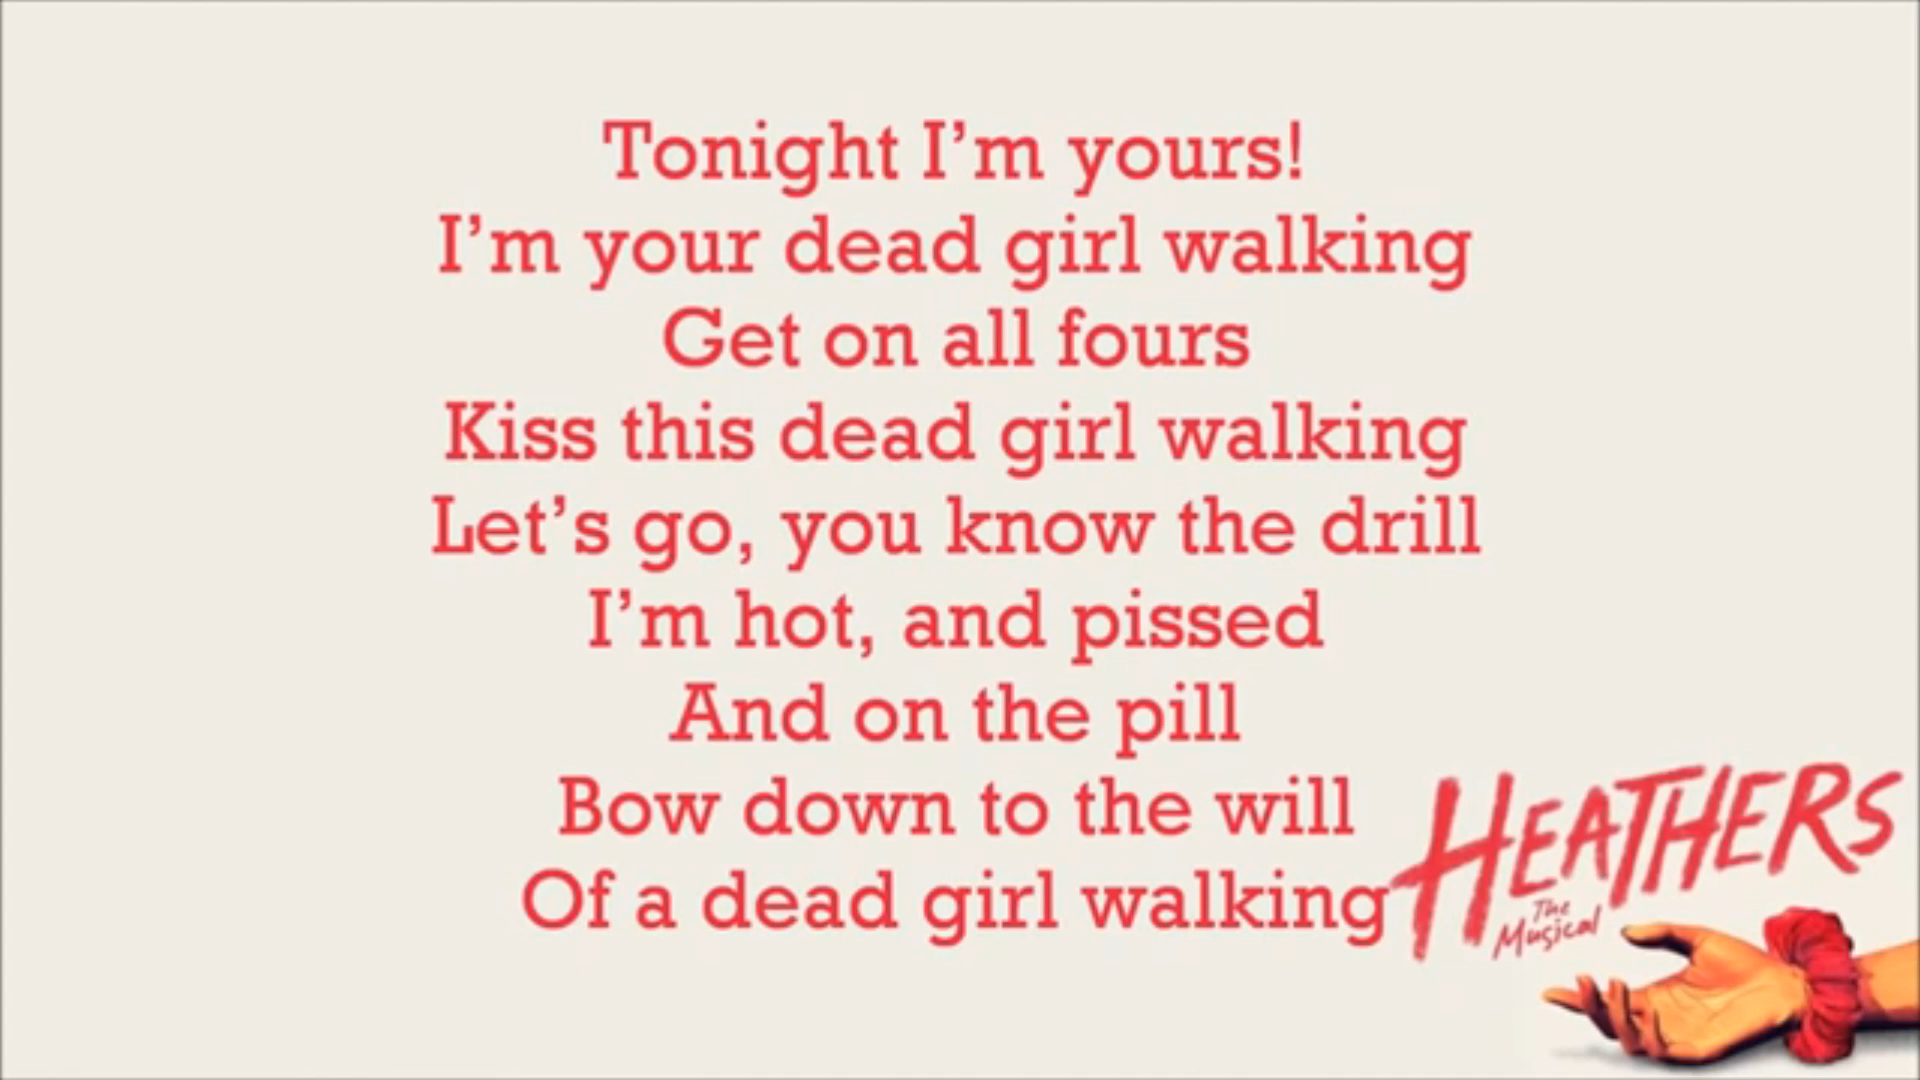 Tonight I’m yours!
I’m your dead girl walking
Get on all fours
Kiss this dead girl walking
Let’s go, you know the drill
I’m hot, and pissed
And on the pill
Bow down to the will
Of a dead girl walking
HEATHERS
The
Musical